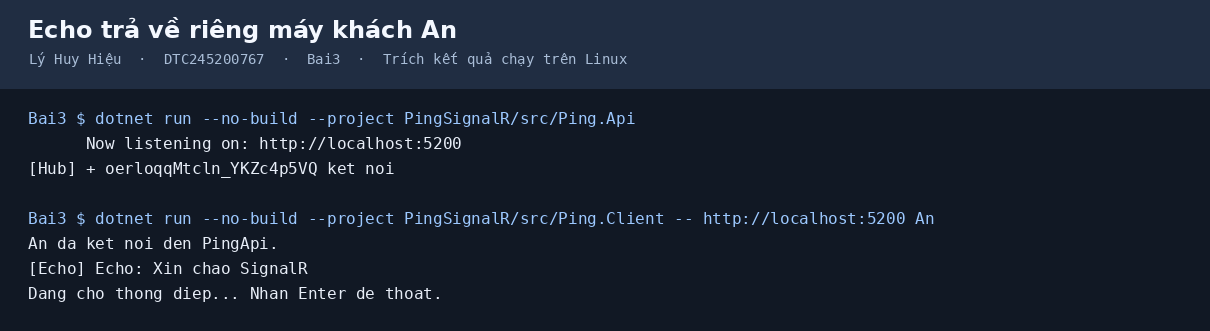 Echo trả về riêng máy khách An
Lý Huy Hiệu · DTC245200767 · Bai3 · Trích kết quả chạy trên Linux
Bai3 $ dotnet run --no-build --project PingSignalR/src/Ping.Api
Now listening on: http://localhost:5200
[Hub] + oerloqqMtcln_YKZc4p5VQ ket noi
Bai3 $ dotnet run --no-build --project PingSignalR/src/Ping.Client -- http://localhost:5200 An
An da ket noi den PingApi.
[Echo] Echo: Xin chao SignalR
Dang cho thong diep... Nhan Enter de thoat.